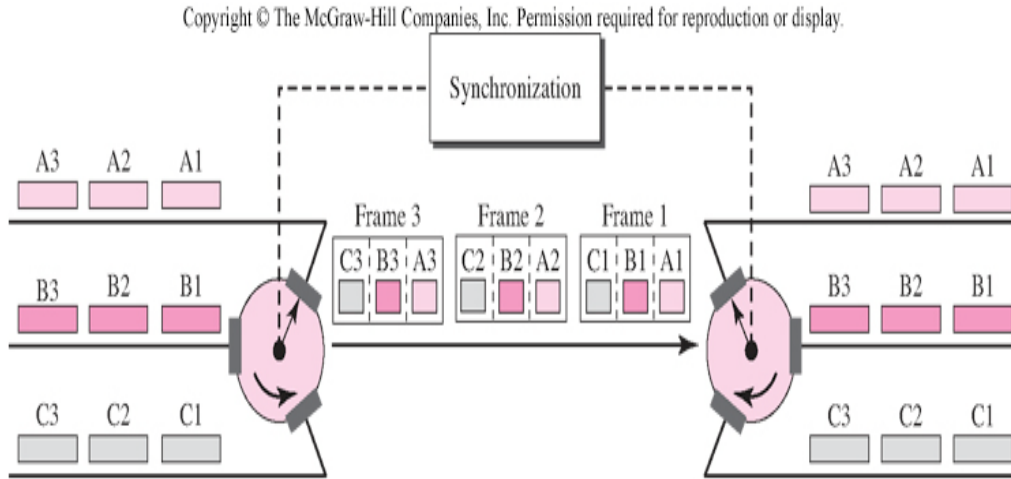 Copyright © The McGraw-Hill Companies, Inc. Permission required for reproduction or display.
Synchronization
A3 A2 A1
A3 A2 A1
Frame 3 Frame 2 Frame 1
C3 B3 A3 C2 B2 A2 C1 B1 A1
B3 B2 B1
B3 B2 B1
C3 C2 C1
C3 C2 C1